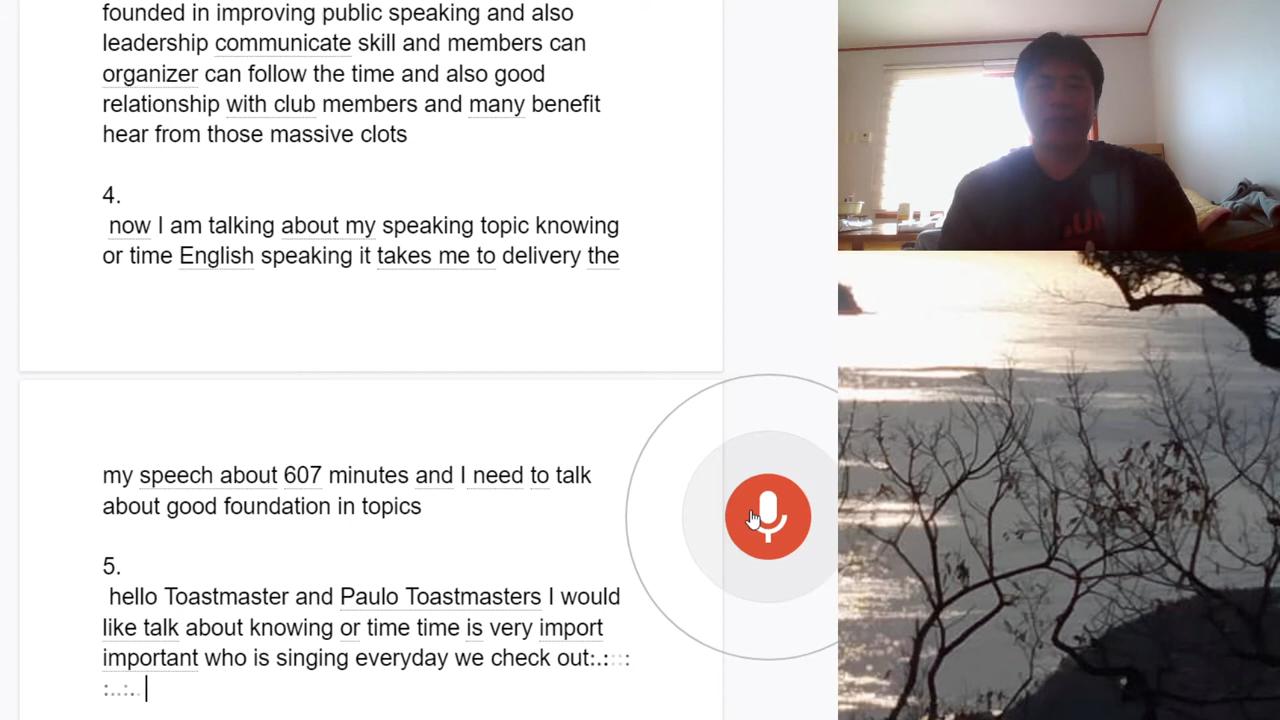 founded in improving public speaking and also
leadership communicate skill and members can
organizer can follow the time and also good
relationship with club members and many benefit
hear from those massive clots
4.
now I am talking about my speaking topic knowing
or time English speaking it takes me to delivery the
my speech about 607 minutes and I need to talk
about good foundation in topics
5.
hello Toastmaster and Paulo Toastmasters I would
like talk about knowing or time time is very import
important who is singing everyday we check out